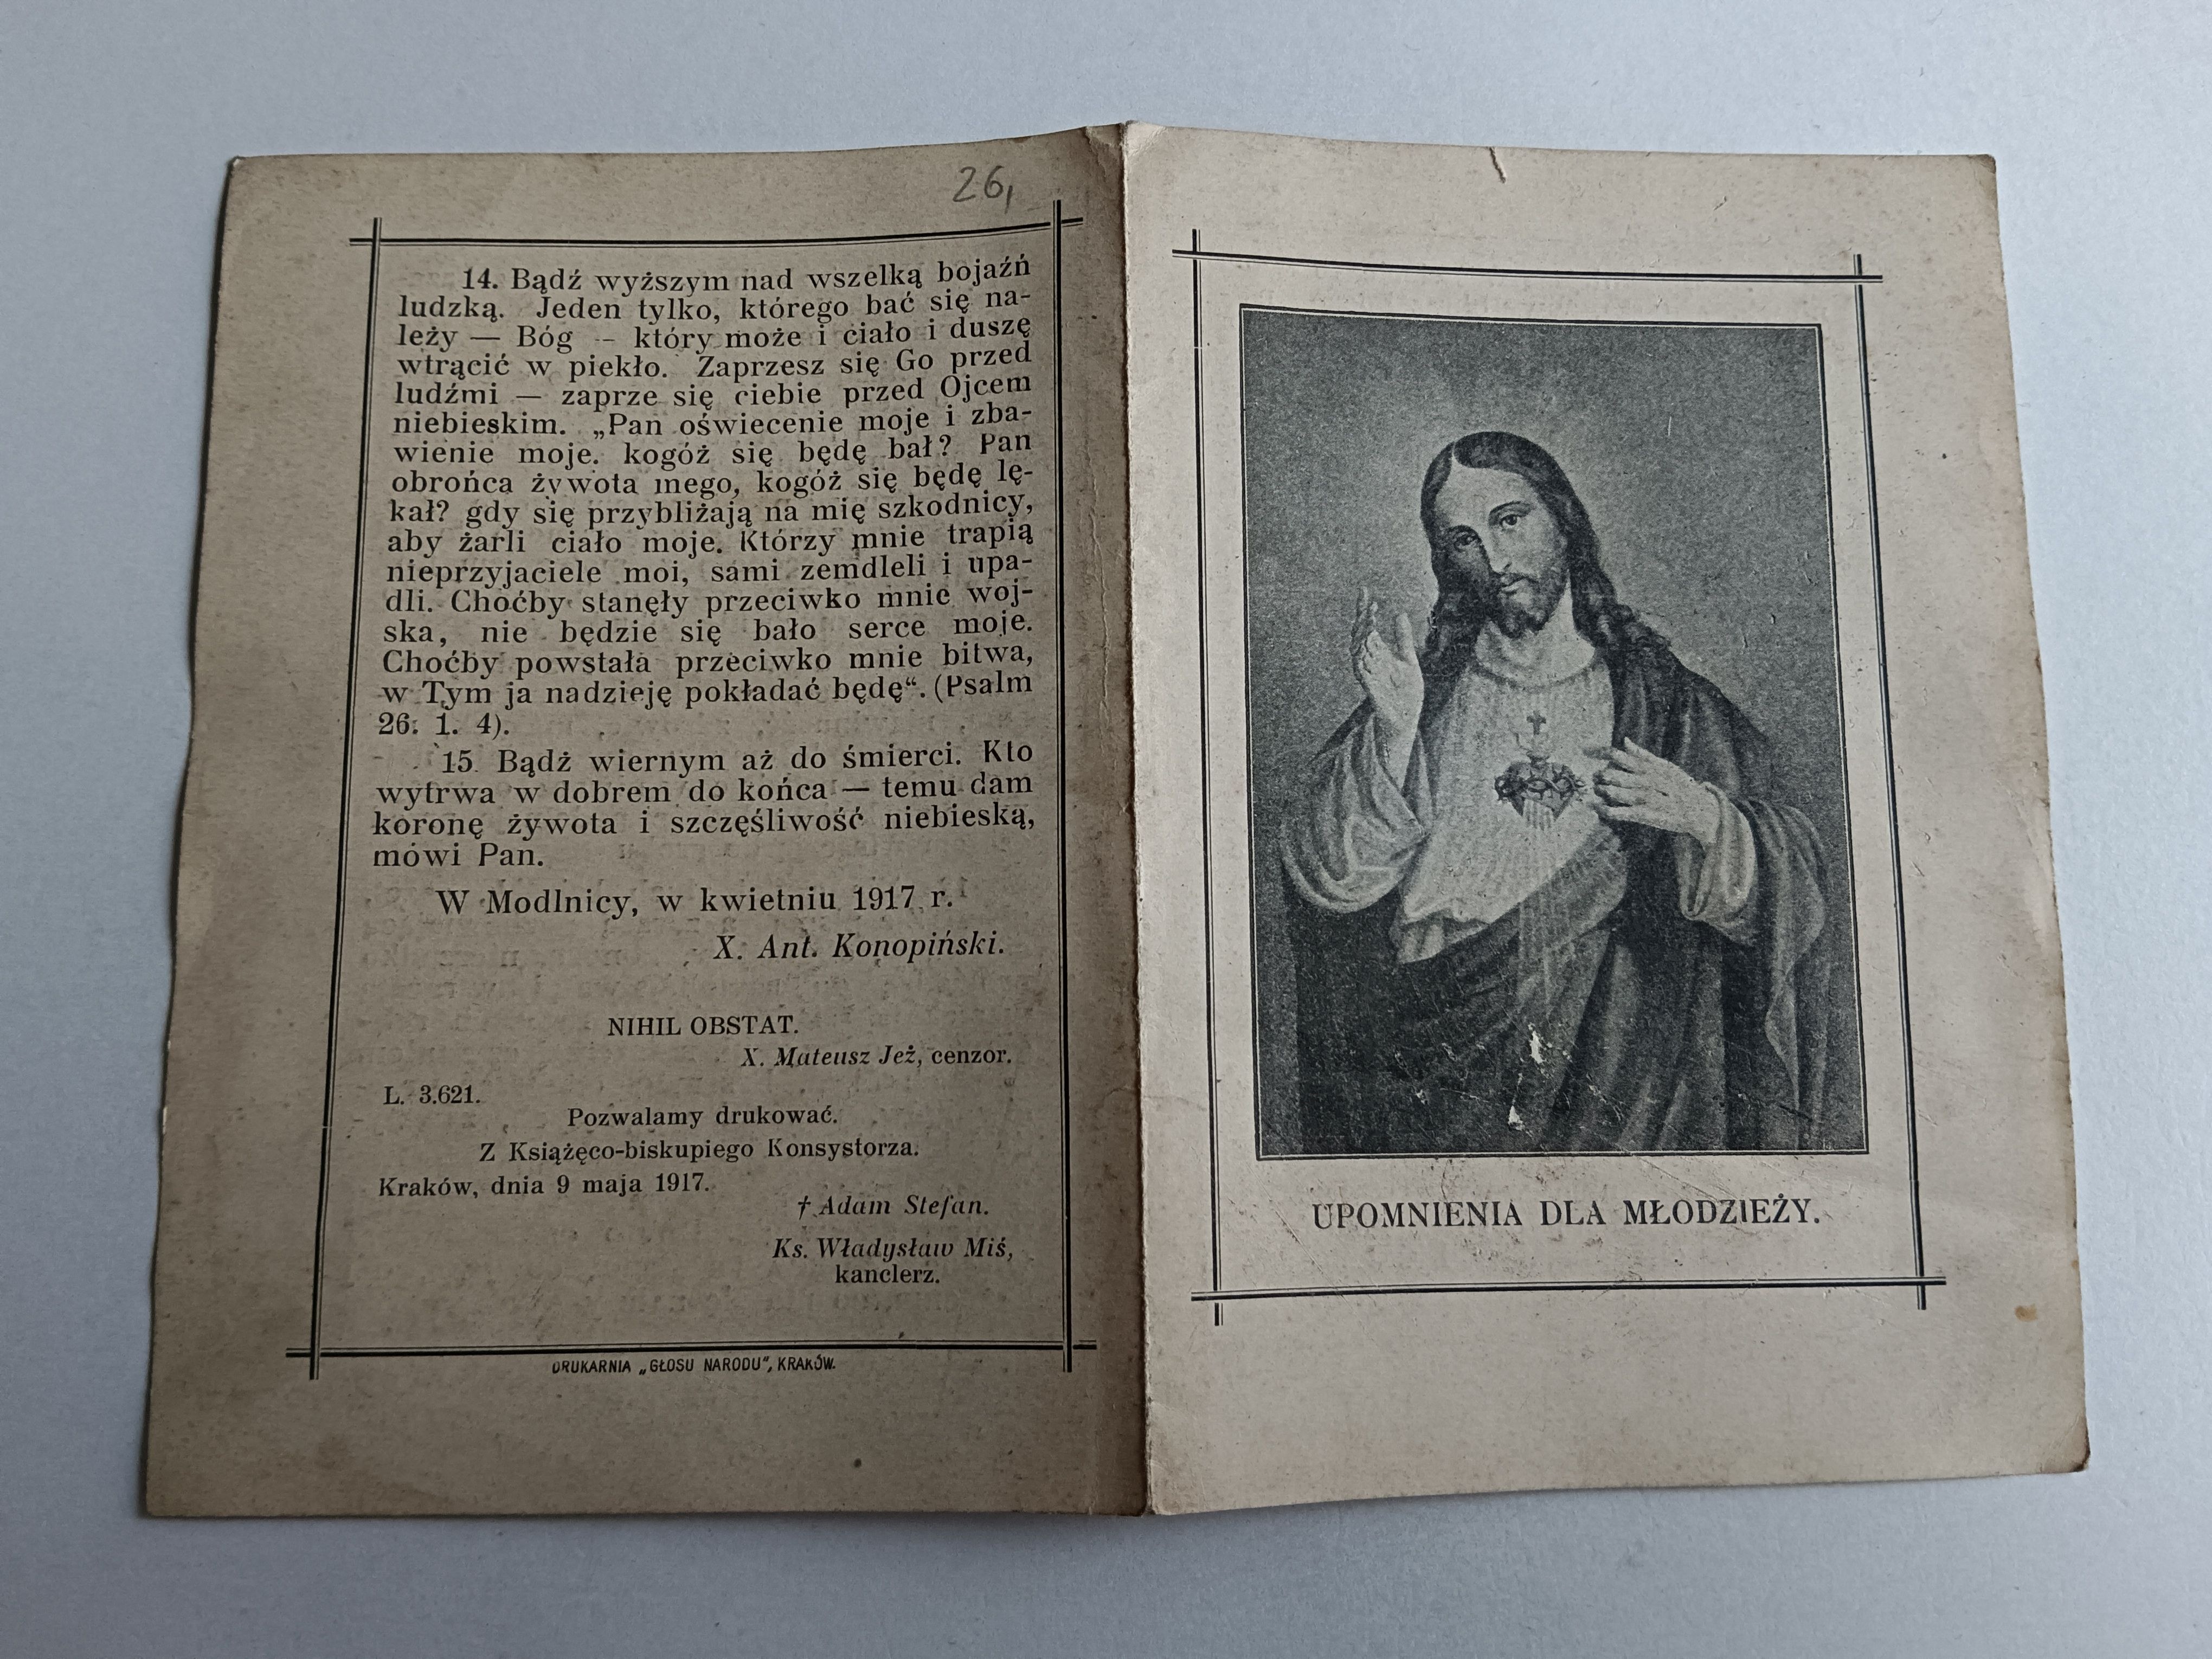 26,
14. Bądź wyższym nad wszelką bojaźń
ludzką. Jeden tylko, którego bać się na-
leży — Bóg – który może i ciało i duszę
wtrącić w piekło. Zaprzesz się Go przed
ludźmi — zaprze się ciebie przed Ojcem
niebieskim. „Pan oświecenie moje i zba-
wienie moje. kogóż się będę bał? Pan
obrońca żywota mego, kogóż się będę lę-
kał? gdy się przybliżają na mię szkodnicy,
aby żarli ciało moje. Którzy mnie trapią
nieprzyjaciele moi, sami zemdleli i upa-
dli. Choćby stanęły przeciwko mnie woj-
ska, nie będzie się bało serce moje.
Choćby powstała przeciwko mnie bitwa,
w Tym ja nadzieję pokładać będę“. (Psalm
26. 1. 4).
15. Bądź wiernym aż do śmierci. Kto
wytrwa w dobrem do końca — temu dam
koronę żywota i szczęśliwość niebieską,
mówi Pan.
W Modlnicy, w kwietniu 1917 r.
X. Ant. Konopiński.
NIHIL OBSTAT.
X. Mateusz Jeż, cenzor.
L. 3.621.
Pozwalamy drukować.
Z Książęco-biskupiego Konsystorza.
Kraków, dnia 9 maja 1917.
† Adam Stefan.
Ks. Władysław Miś,
kanclerz.
DRUKARNIA „GŁOSU NARODU“, KRAKÓW.
UPOMNIENIA DLA MŁODZIEŻY.